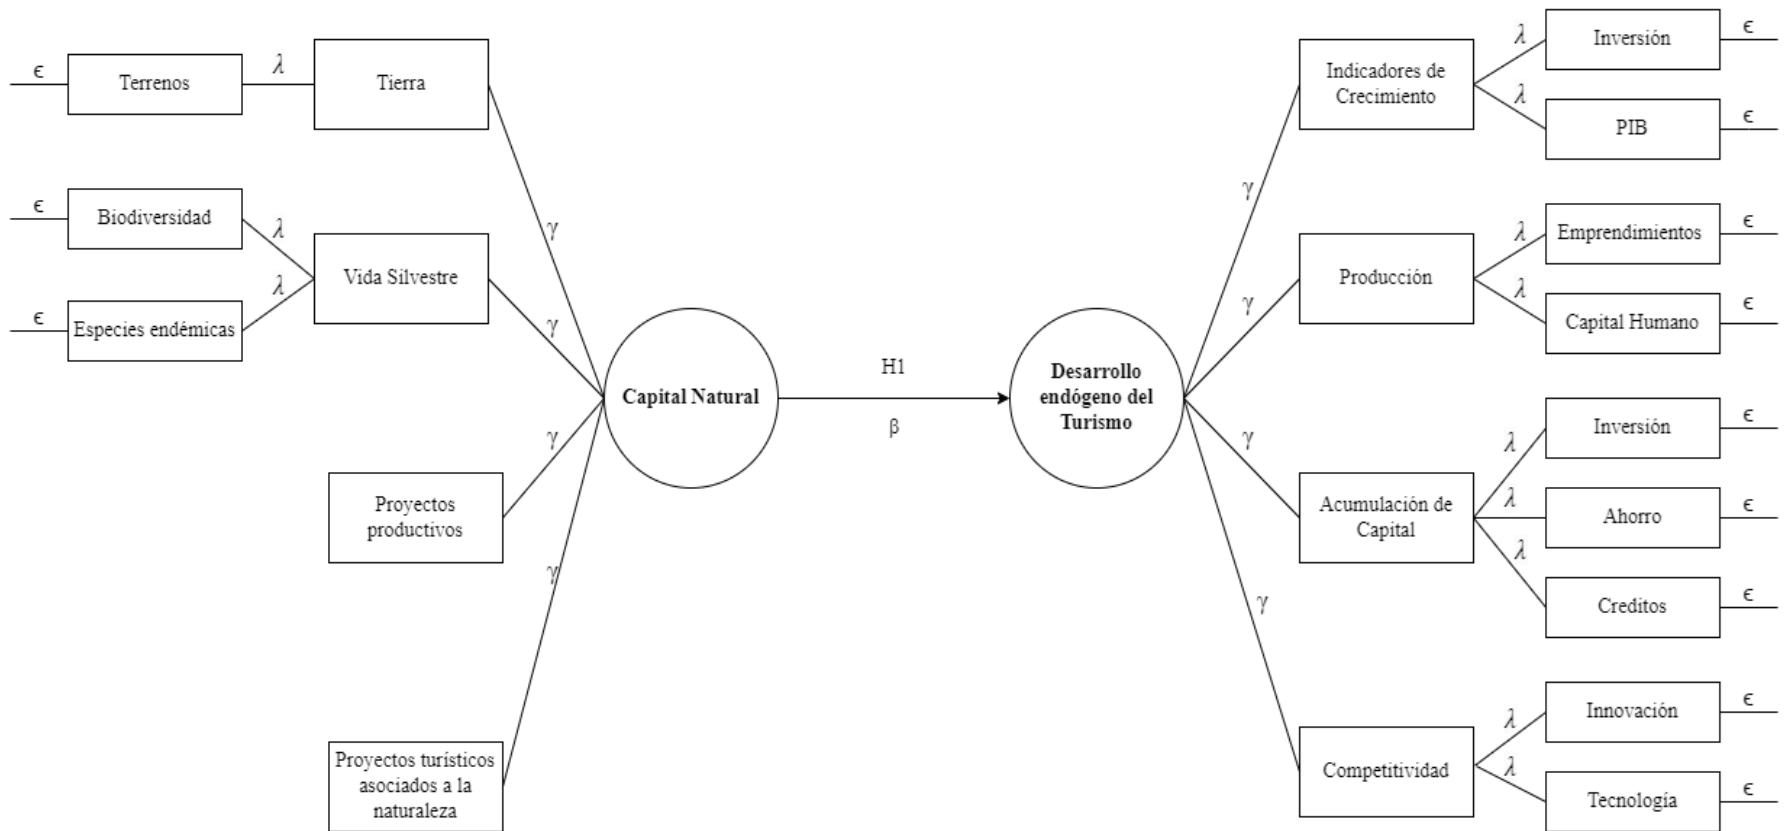 ϵ
Terrenos
λ
Tierra
ϵ
Biodiversidad
λ
Vida Silvestre
ϵ
Especies endémicas
λ
Proyectos
productivos
Proyectos turísticos
asociados a la
naturaleza
γ
γ
γ
γ
Capital Natural
H1
β
Desarrollo
endógeno del
Turismo
γ
γ
γ
γ
Indicadores de
Crecimiento
λ
Inversión
ϵ
λ
PIB
ϵ
Producción
λ
Emprendimientos
ϵ
λ
Capital Humano
ϵ
Acumulación de
Capital
λ
Inversión
ϵ
λ
Ahorro
ϵ
λ
Creditos
ϵ
Competitividad
λ
Innovación
ϵ
λ
Tecnología
ϵ